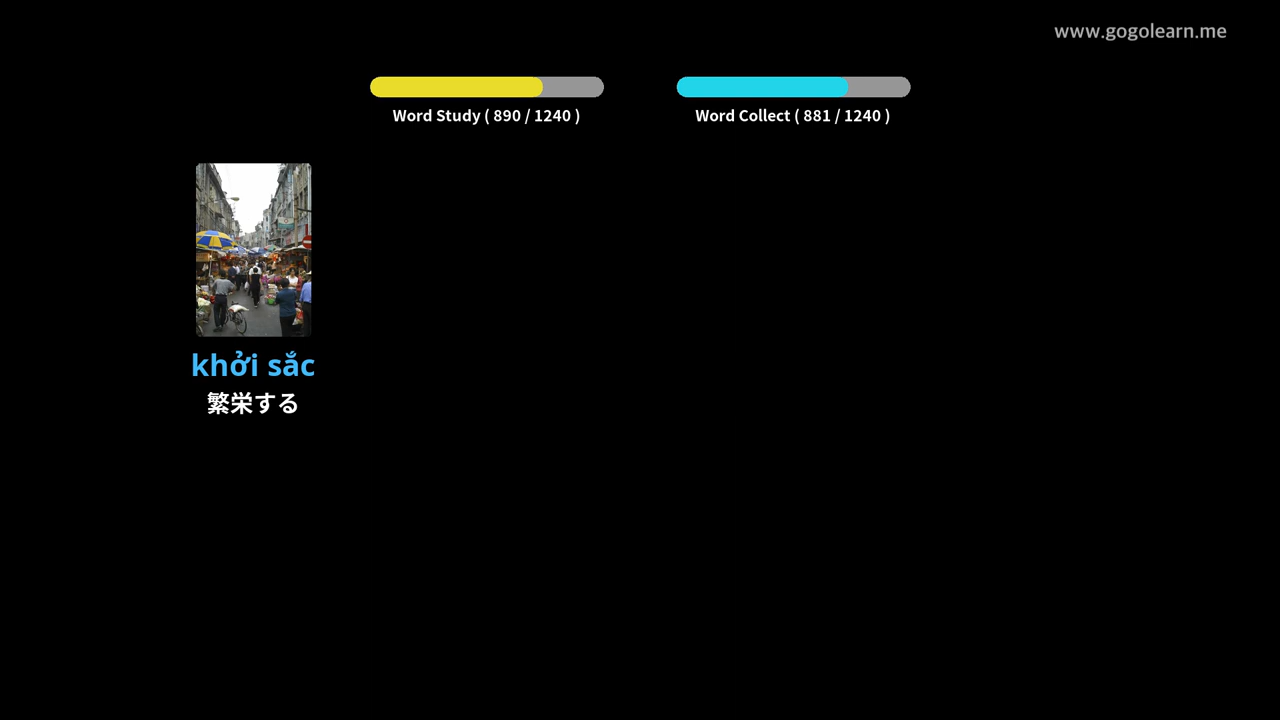 www.gogolearn.me
Word Study ( 890 / 1240 )
Word Collect ( 881 / 1240 )
khởi sắc
繁栄する